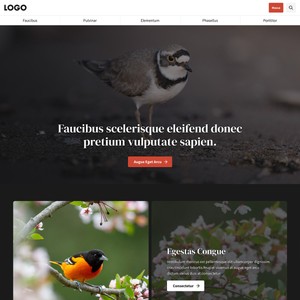 LOGO
Menu
Faucibus
Pulvinar
Elementum
Phasellus
Porttitor
Faucibus scelerisque eleifend donec
pretium vulputate sapien.
Augue Eget Arcu
Egestas Congue
Consectetur